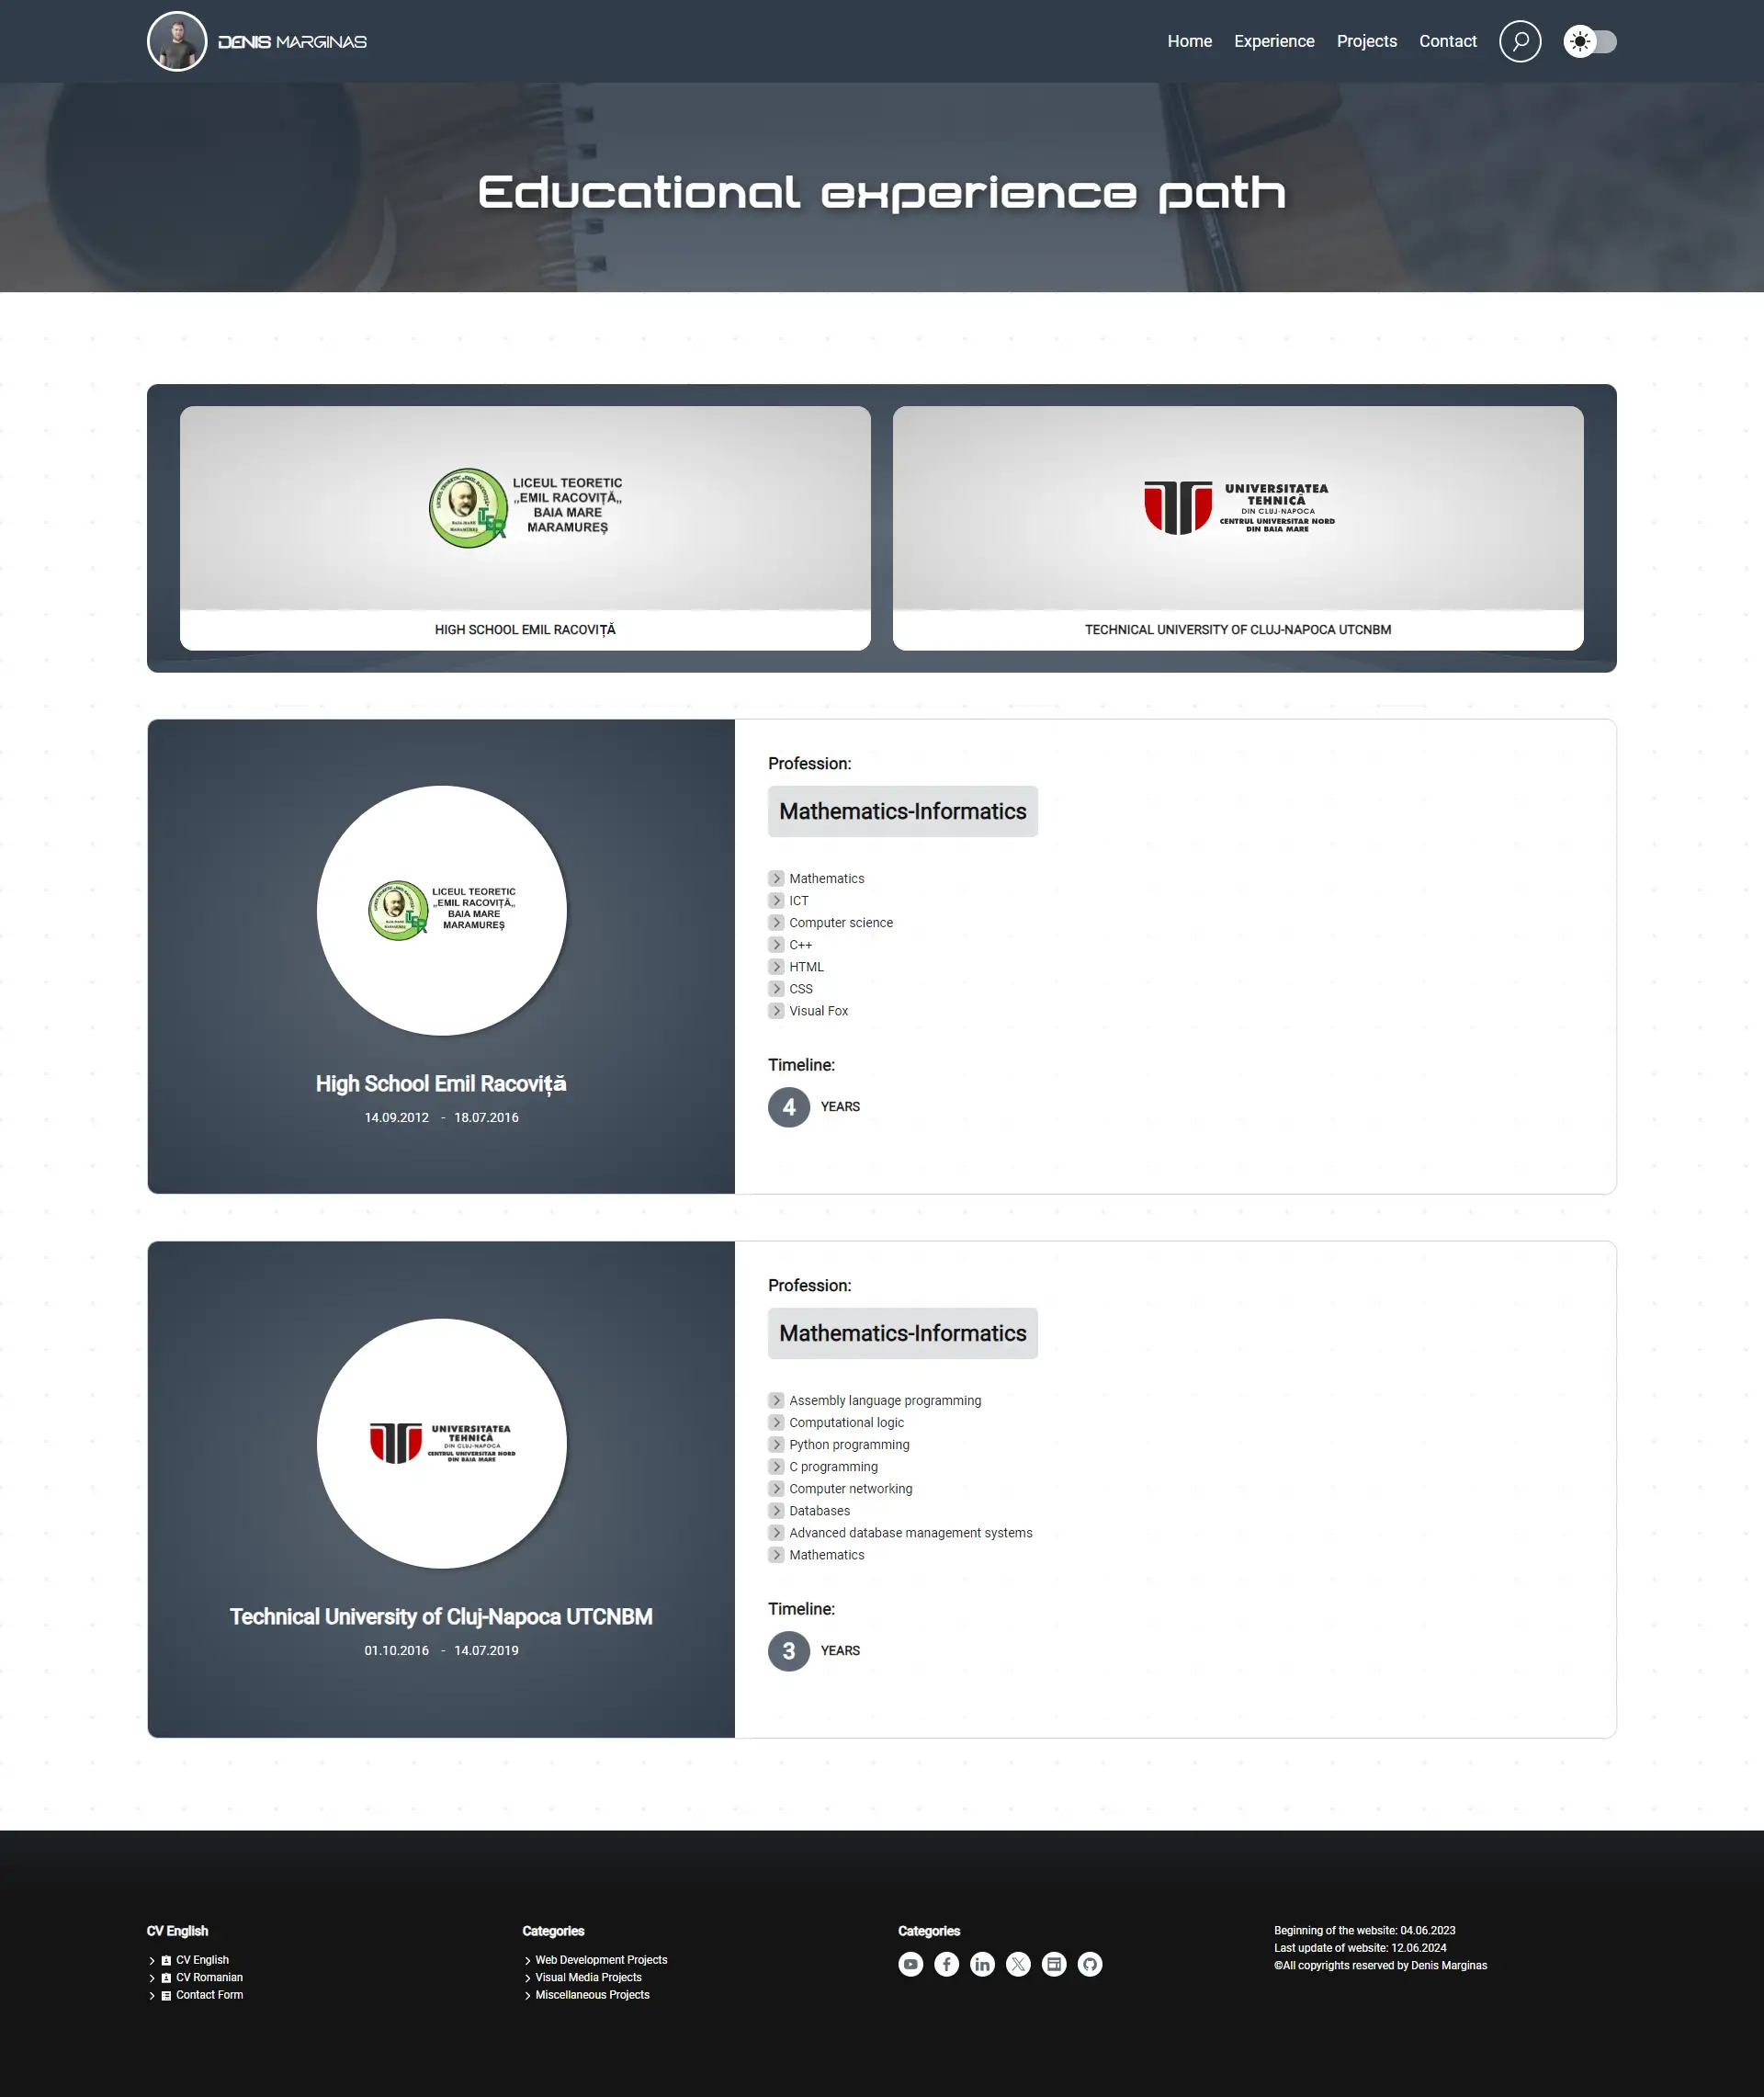 DENIS MARGINAS
Home
Experience
Projects
Contact
Educational experience path
LICEUL TEORETIC
„EMIL RACOVIȚĂ„
BAIA MARE
MARAMUREȘ
HIGH SCHOOL EMIL RACOVIȚĂ
UNIVERSITATEA
TEHNICĂ
DIN CLUJ-NAPOCA
CENTRUL UNIVERSITAR NORD
DIN BAIA MARE
TECHNICAL UNIVERSITY OF CLUJ-NAPOCA UTCNBM
LICEUL TEORETIC
„EMIL RACOVIȚĂ„
BAIA MARE
MARAMUREȘ
High School Emil Racoviță
14.09.2012 - 18.07.2016
Profession:
Mathematics-Informatics
Mathematics
ICT
Computer science
C++
HTML
CSS
Visual Fox
Timeline:
4 YEARS
UNIVERSITATEA
TEHNICĂ
DIN CLUJ-NAPOCA
CENTRUL UNIVERSITAR NORD
DIN BAIA MARE
Technical University of Cluj-Napoca UTCNBM
01.10.2016 - 14.07.2019
Profession:
Mathematics-Informatics
Assembly language programming
Computational logic
Python programming
C programming
Computer networking
Databases
Advanced database management systems
Mathematics
Timeline:
3 YEARS
CV English
CV English
CV Romanian
Contact Form
Categories
Web Development Projects
Visual Media Projects
Miscellaneous Projects
Categories
Beginning of the website: 04.06.2023
Last update of website: 12.06.2024
©All copyrights reserved by Denis Marginas